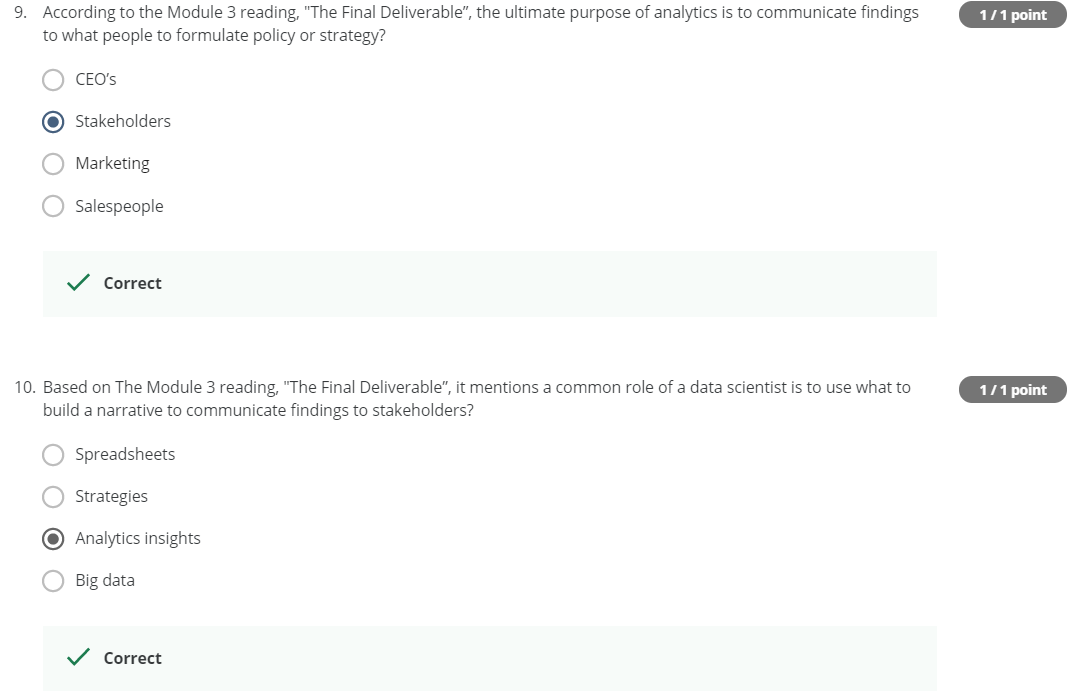 9. According to the Module 3 reading, "The Final Deliverable”, the ultimate purpose of analytics is to communicate findings
1 / 1 point
to what people to formulate policy or strategy?
CEO’s
Stakeholders
Marketing
Salespeople
Correct
10. Based on The Module 3 reading, "The Final Deliverable”, it mentions a common role of a data scientist is to use what to
1 / 1 point
build a narrative to communicate findings to stakeholders?
Spreadsheets
Strategies
Analytics insights
Big data
Correct